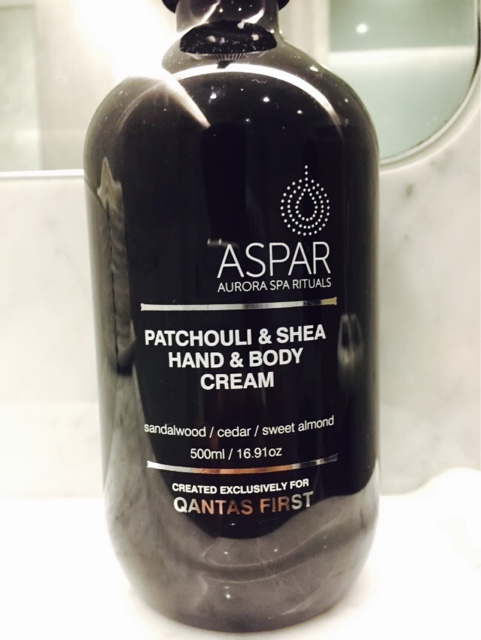 ASPAR
AURORA SPA RITUALS
PATCHOULI & SHEA
HAND & BODY
CREAM
sandalwood / cedar / sweet almond
500ml / 16.91oz
CREATED EXCLUSIVELY FOR
QANTAS FIRST